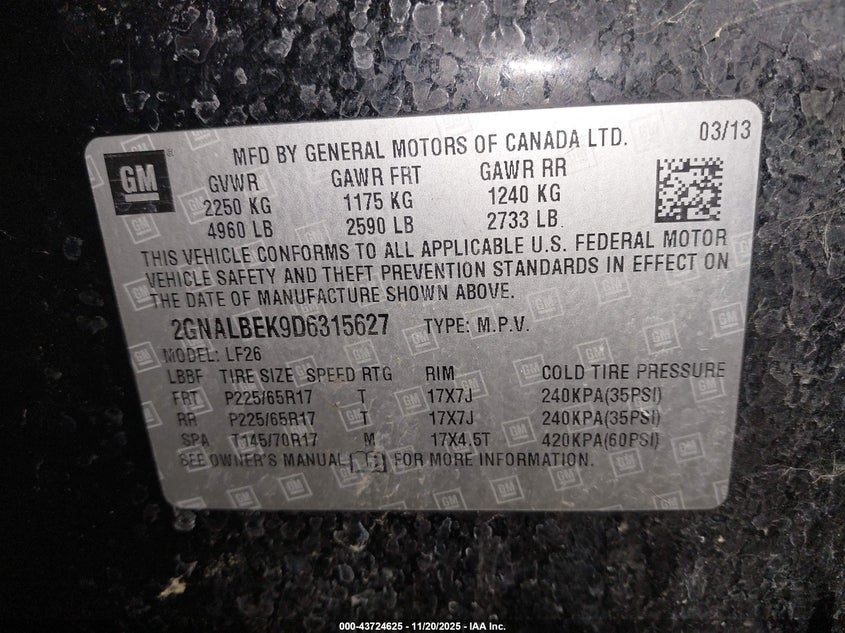 GM
MFD BY GENERAL MOTORS OF CANADA LTD.
03/13
GVWR GAWR FRT GAWR RR
2250 KG 1175 KG 1240 KG
4960 LB 2590 LB 2733 LB
THIS VEHICLE CONFORMS TO ALL APPLICABLE U.S. FEDERAL MOTOR
VEHICLE SAFETY AND THEFT PREVENTION STANDARDS IN EFFECT ON
THE DATE OF MANUFACTURE SHOWN ABOVE.
2GNALBEK9D6315627 TYPE: M.P.V.
MODEL: LF26
LBBF TIRE SIZE SPEED RTG RIM COLD TIRE PRESSURE
FRT P225/65R17 T 17X7J 240KPA(35PSI)
RR P225/65R17 T 17X7J 240KPA(35PSI)
SPA T145/70R17 M 17X4.5T 420KPA(60PSI)
SEE OWNER'S MANUAL FOR MORE INFORMATION.
000-43724625 - 11/20/2025 - IAA Inc.